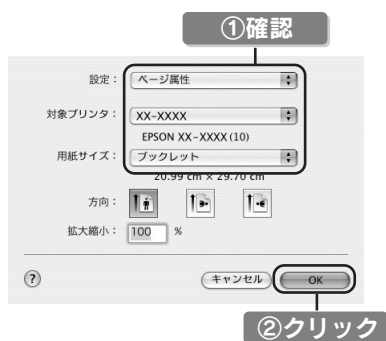 ①確認
設定： ページ属性
対象プリンタ： XX-XXXX
EPSON XX-XXXX (10)
用紙サイズ： ブックレット
20.99 cm × 29.70 cm
方向：
拡大縮小： 100 %
? キャンセル OK
②クリック